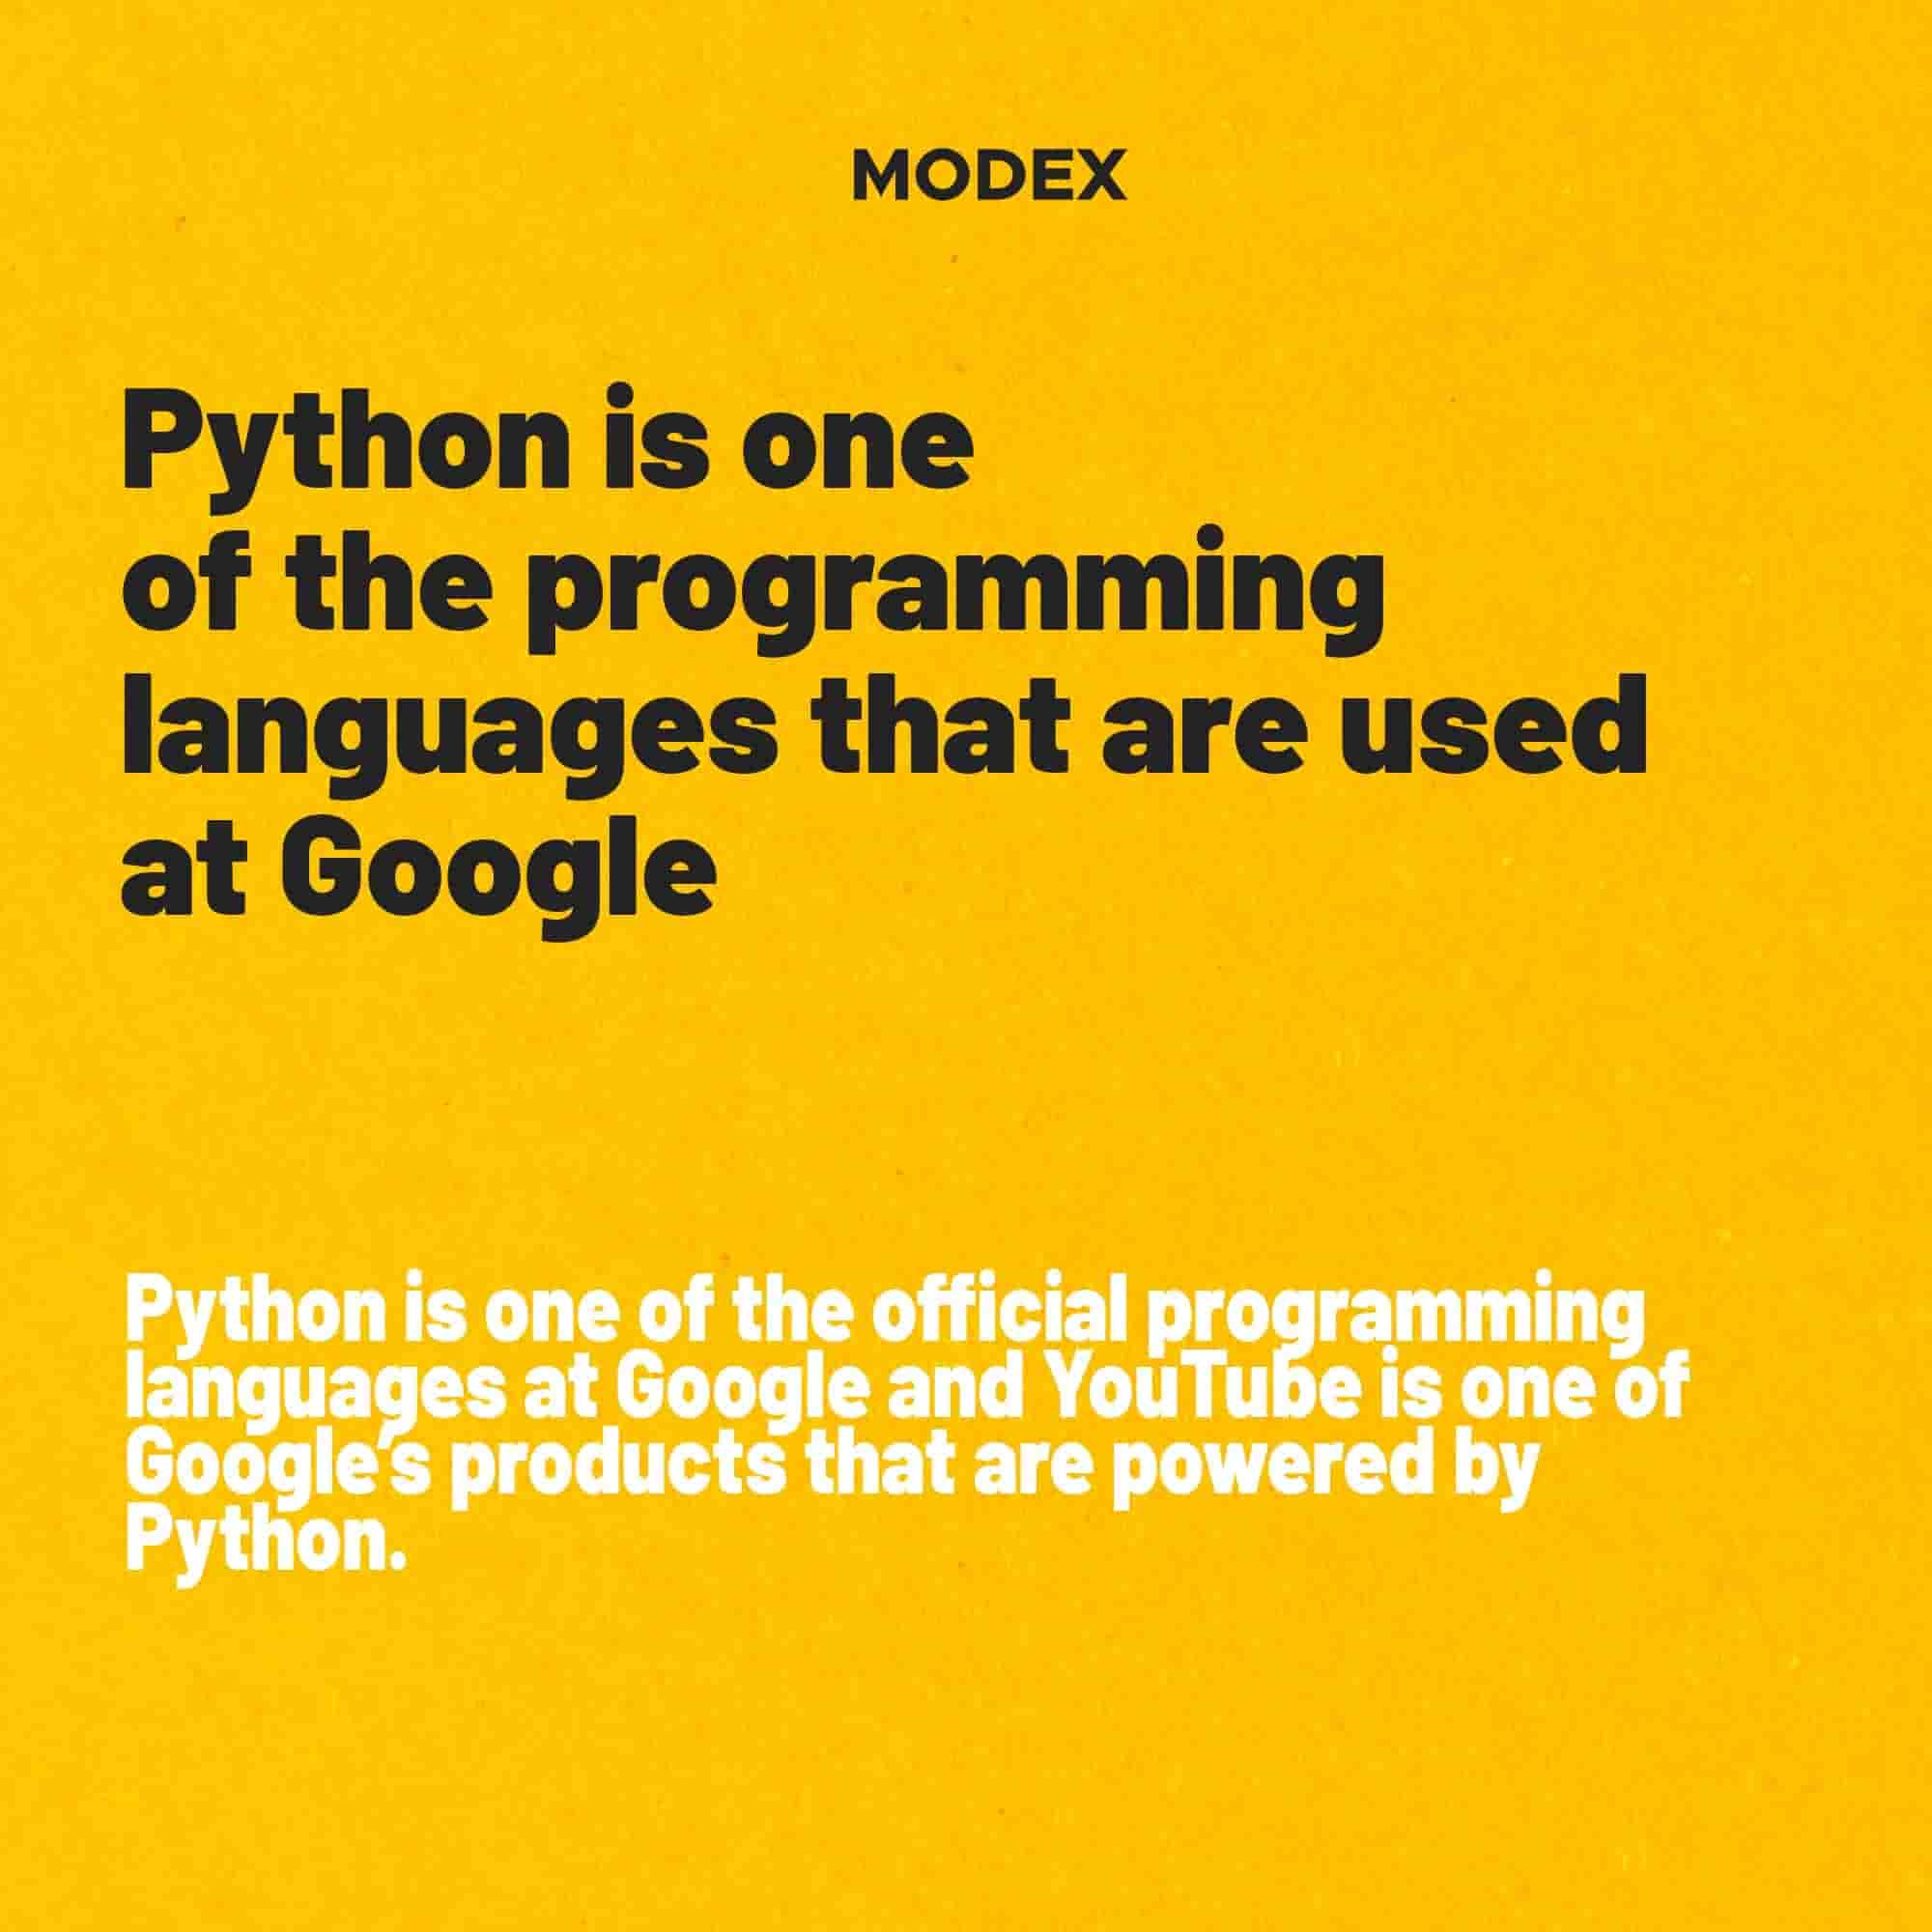 MODEX
Python is one
of the programming
languages that are used
at Google
Python is one of the official programming
languages at Google and YouTube is one of
Google's products that are powered by
Python.